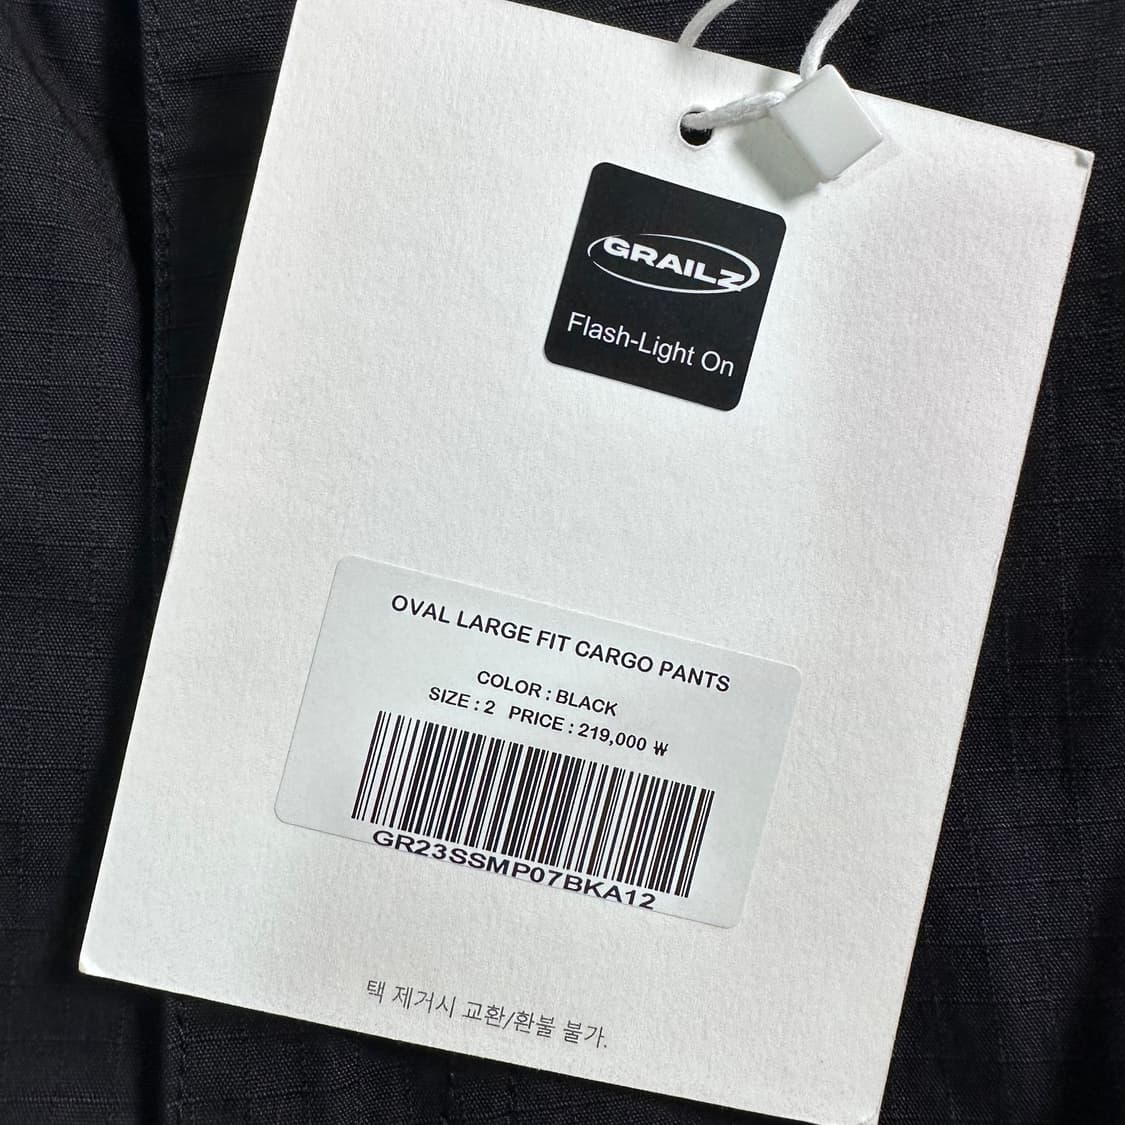 GRAILZ
Flash-Light On
OVAL LARGE FIT CARGO PANTS
COLOR : BLACK
SIZE : 2 PRICE : 219,000 ₩
GR23SSMP07BKA12
택 제거시 교환/환불 불가.